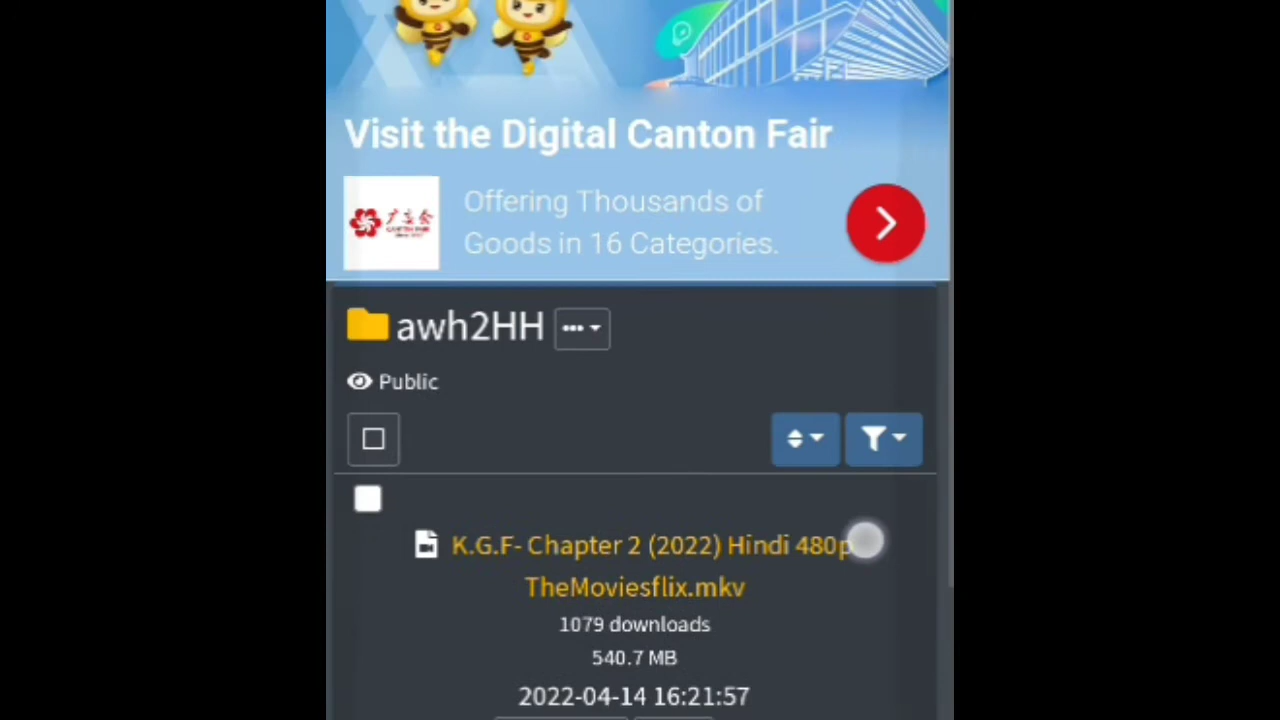 Visit the Digital Canton Fair
Offering Thousands of
Goods in 16 Categories.
awh2HH
Public
K.G.F- Chapter 2 (2022) Hindi 480p
TheMoviesflix.mkv
1079 downloads
540.7 MB
2022-04-14 16:21:57